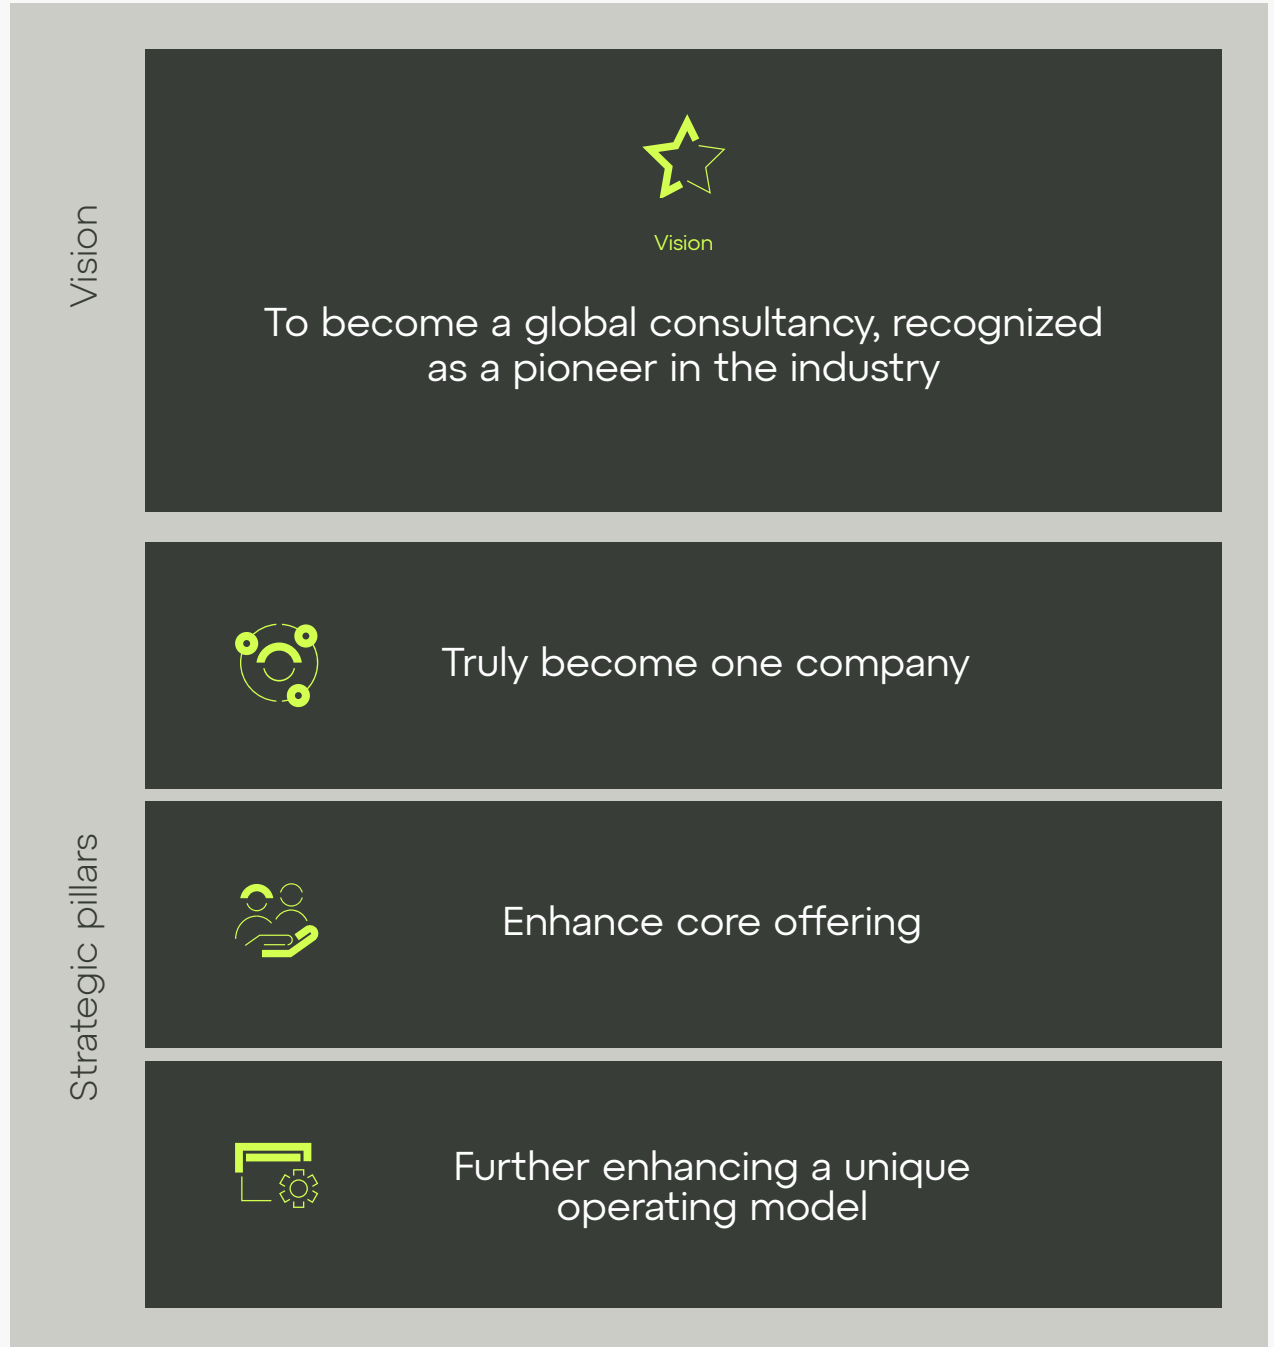 Vision
Vision
To become a global consultancy, recognized
as a pioneer in the industry
Strategic pillars
Truly become one company
Enhance core offering
Further enhancing a unique
operating model